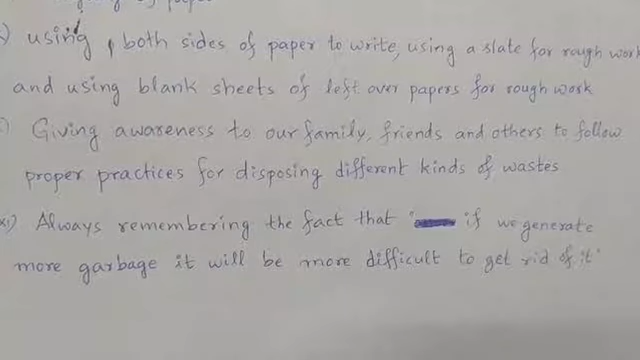 ) using both sides of paper to write, using a slate for rough work
and using blank sheets of left over papers for rough work
) Giving awareness to our family, friends and others to follow
proper practices for disposing different kinds of wastes
xi) Always remembering the fact that " if we generate
more garbage it will be more difficult to get rid of it"